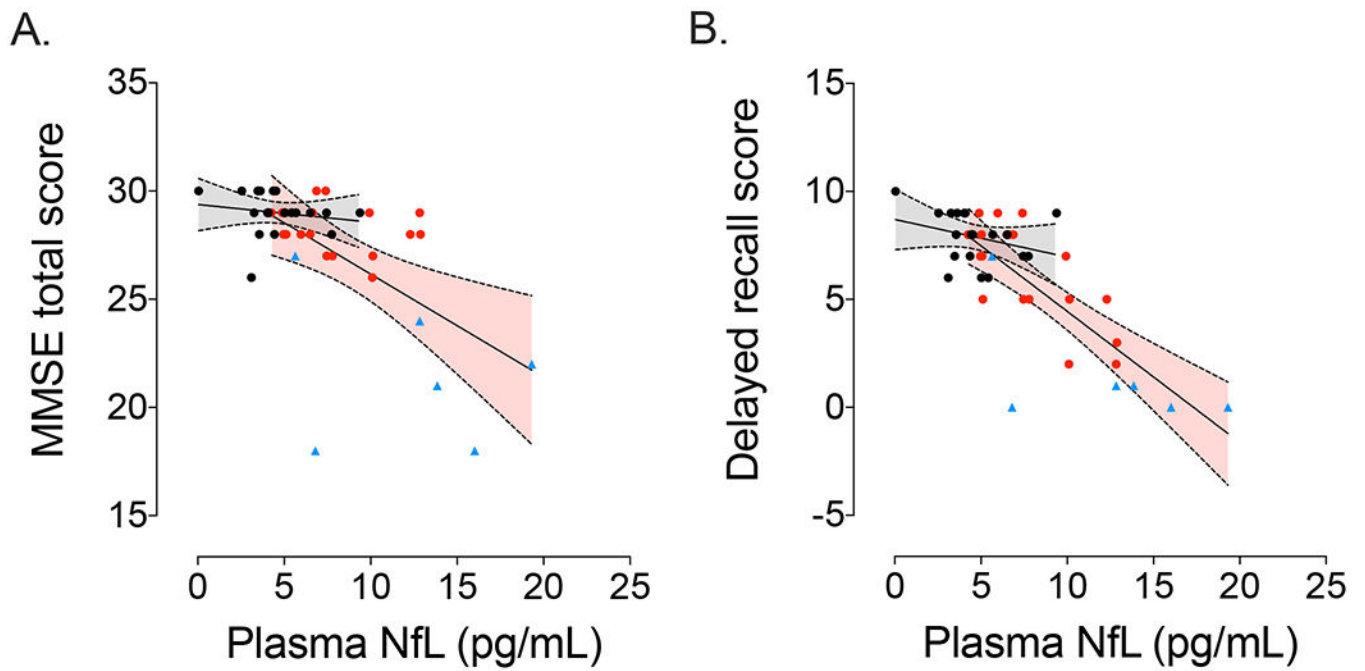 A.
B.
MMSE total score
35
30
25
20
15
0 5 10 15 20 25
Plasma NfL (pg/mL)
Delayed recall score
15
10
5
0
-5
0 5 10 15 20 25
Plasma NfL (pg/mL)